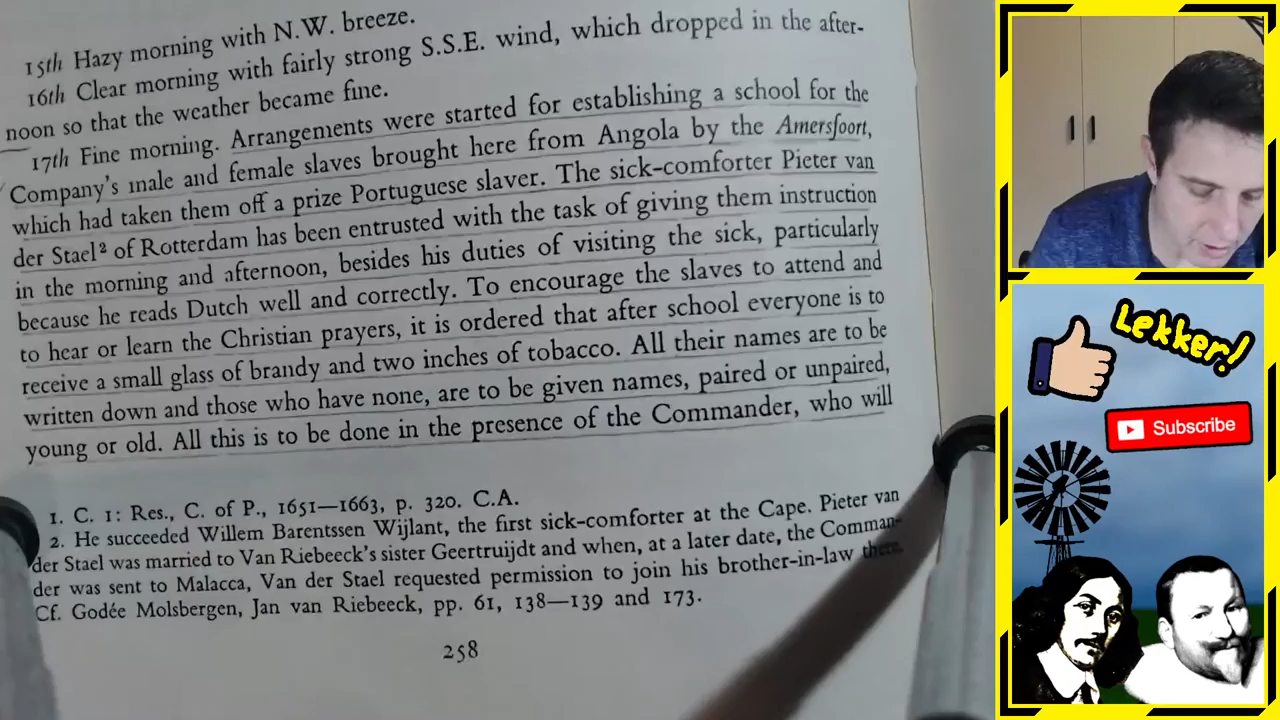 15th Hazy morning with N.W. breeze.
16th Clear morning with fairly strong S.S.E. wind, which dropped in the after-
noon so that the weather became fine.
17th Fine morning. Arrangements were started for establishing a school for the
Company's male and female slaves brought here from Angola by the Amersfoort,
which had taken them off a prize Portuguese slaver. The sick-comforter Pieter van
der Stael² of Rotterdam has been entrusted with the task of giving them instruction
in the morning and afternoon, besides his duties of visiting the sick, particularly
because he reads Dutch well and correctly. To encourage the slaves to attend and
to hear or learn the Christian prayers, it is ordered that after school everyone is to
receive a small glass of brandy and two inches of tobacco. All their names are to be
written down and those who have none, are to be given names, paired or unpaired,
young or old. All this is to be done in the presence of the Commander, who will
1. C. 1: Res., C. of P., 1651—1663, p. 320. C.A.
2. He succeeded Willem Barentssen Wijlant, the first sick-comforter at the Cape. Pieter van
der Stael was married to Van Riebeeck's sister Geertruijdt and when, at a later date, the Comman-
der was sent to Malacca, Van der Stael requested permission to join his brother-in-law there.
Cf. Godée Molsbergen, Jan van Riebeeck, pp. 61, 138—139 and 173.
258
Lekker!
Subscribe